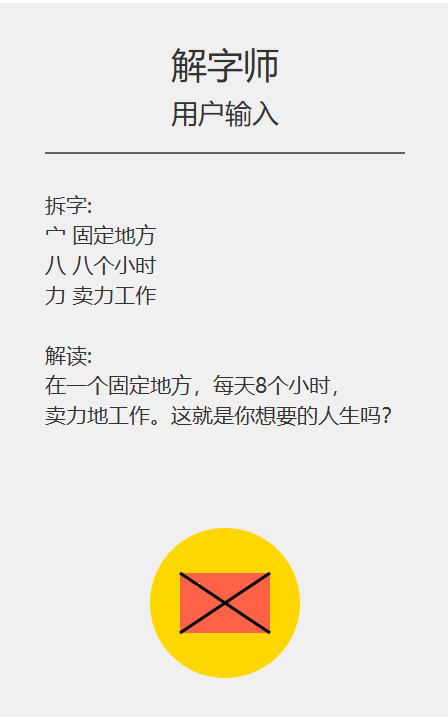 解字师
用户输入
拆字:
宀 固定地方
八 八个小时
力 卖力工作
解读:
在一个固定地方，每天8个小时，
卖力地工作。这就是你想要的人生吗？